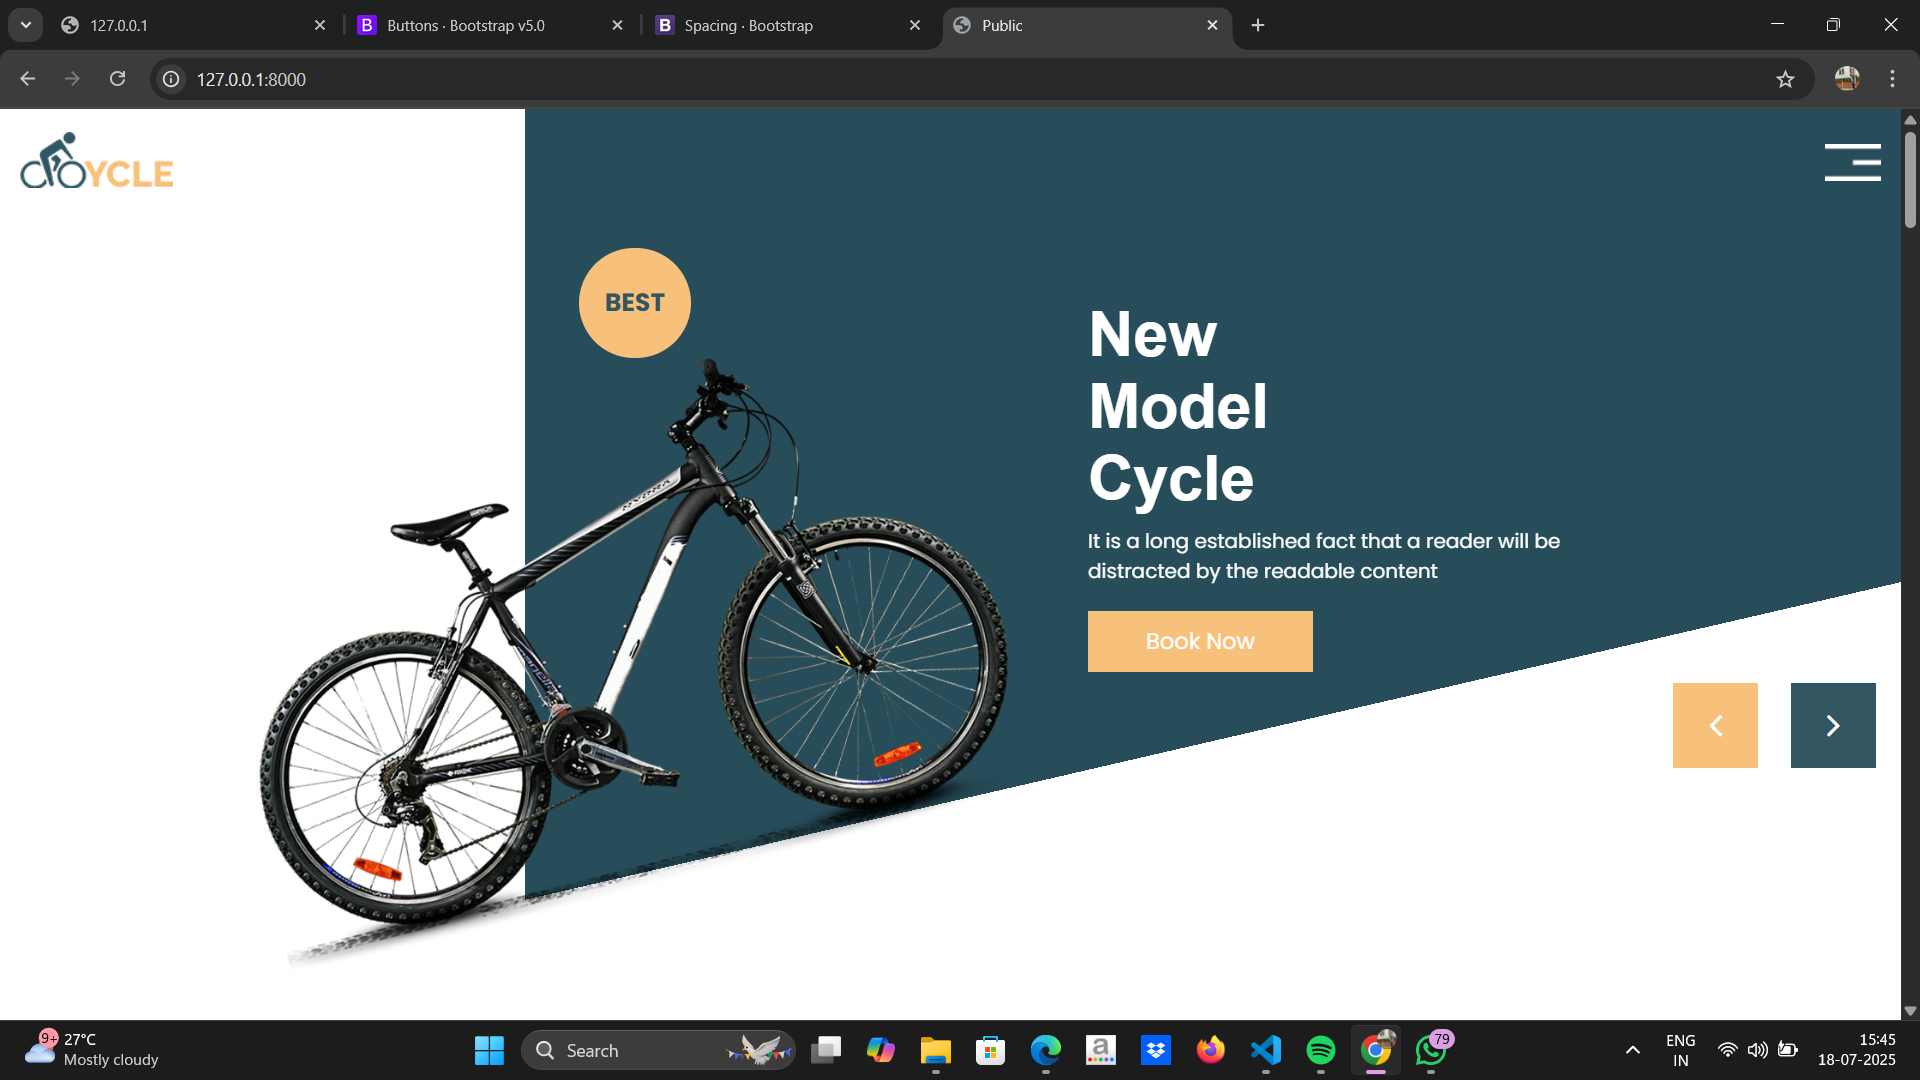 127.0.0.1
Buttons · Bootstrap v5.0
Spacing · Bootstrap
Public
127.0.0.1:8000
YCLE
BEST
New
Model
Cycle
It is a long established fact that a reader will be
distracted by the readable content
Book Now
9+
27°C
Mostly cloudy
Search
a
79
ENG
IN
15:45
18-07-2025